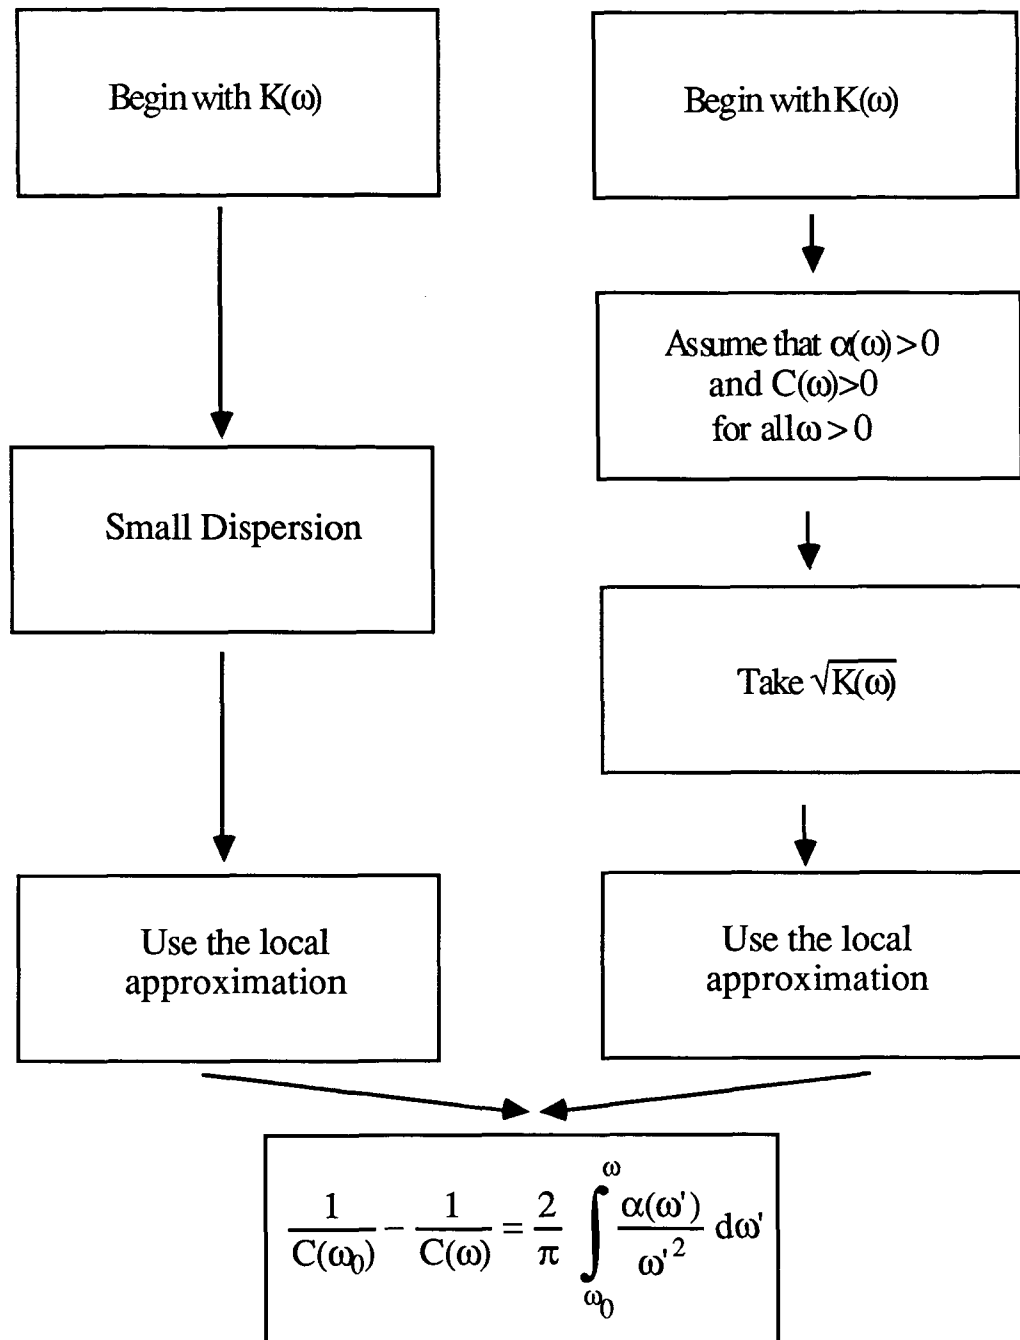 Begin with K(ω)
Begin with K(ω)
Assume that α(ω) > 0
and C(ω)>0
for all ω > 0
Small Dispersion
Take √K(ω)
Use the local
approximation
Use the local
approximation
1/C(ω₀) − 1/C(ω) = 2/π ∫_{ω₀}^{ω} α(ω')/ω'² dω'